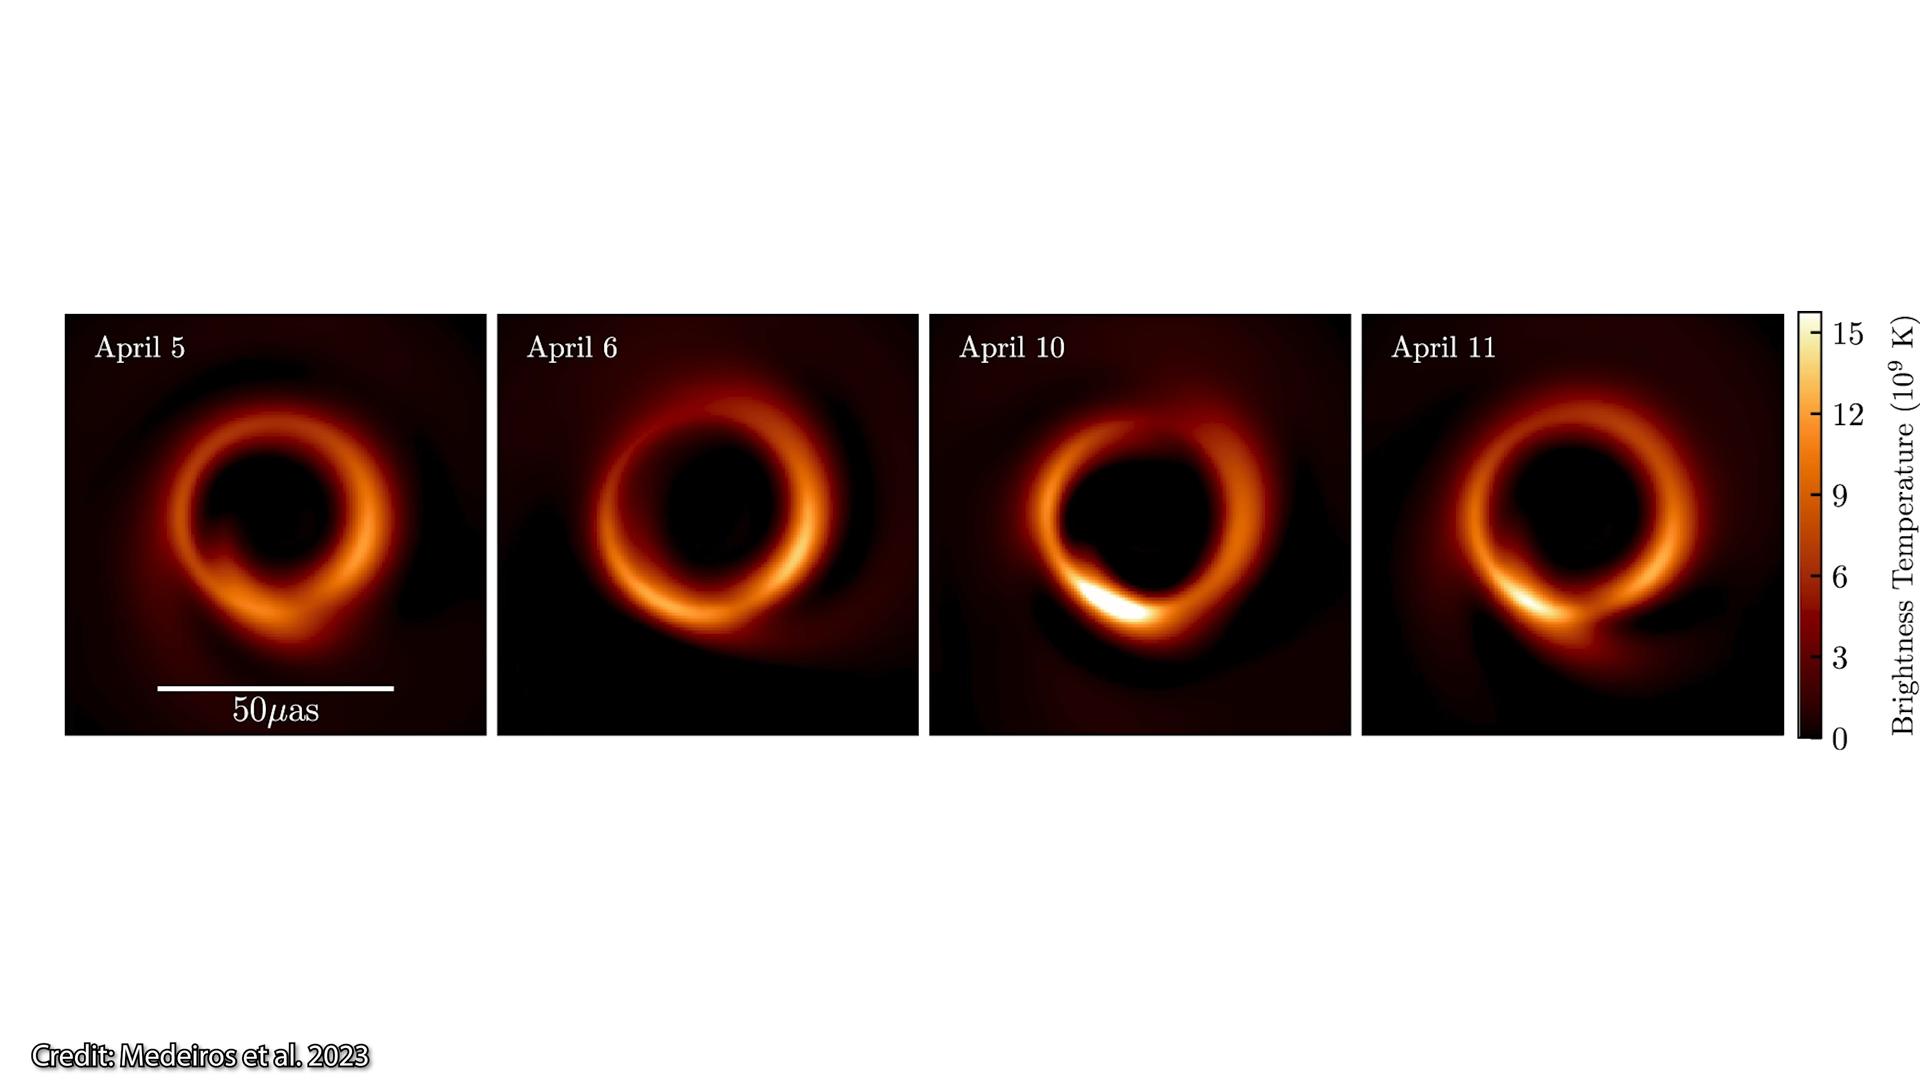 April 5
April 6
April 10
April 11
50μas
15
12
9
6
3
0
Brightness Temperature (10⁹ K)
Credit: Medeiros et al. 2023